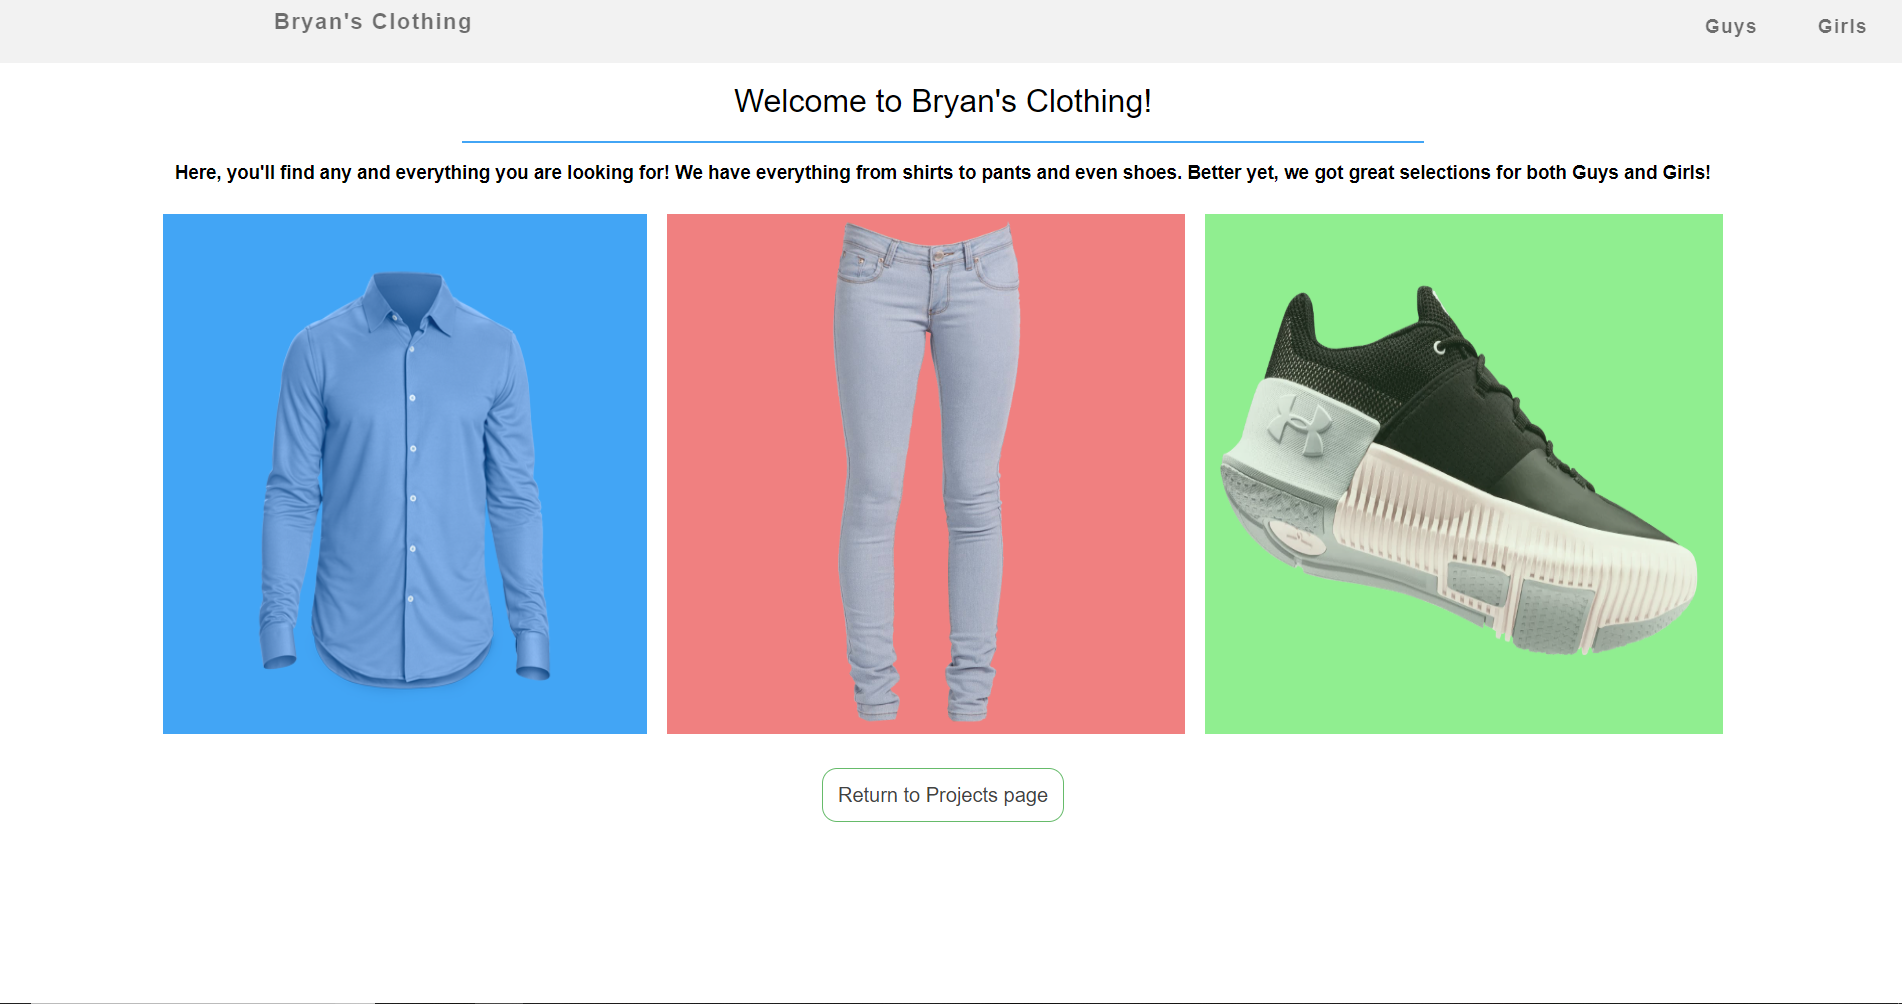 Bryan's Clothing
Guys
Girls
Welcome to Bryan's Clothing!
Here, you'll find any and everything you are looking for! We have everything from shirts to pants and even shoes. Better yet, we got great selections for both Guys and Girls!
Return to Projects page